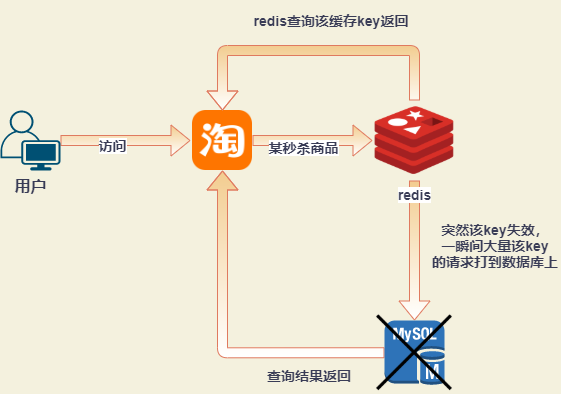 redis查询该缓存key返回
淘
访问
某秒杀商品
用户
redis
突然该key失效，
一瞬间大量该key
的请求打到数据库上
MySQL
M
查询结果返回